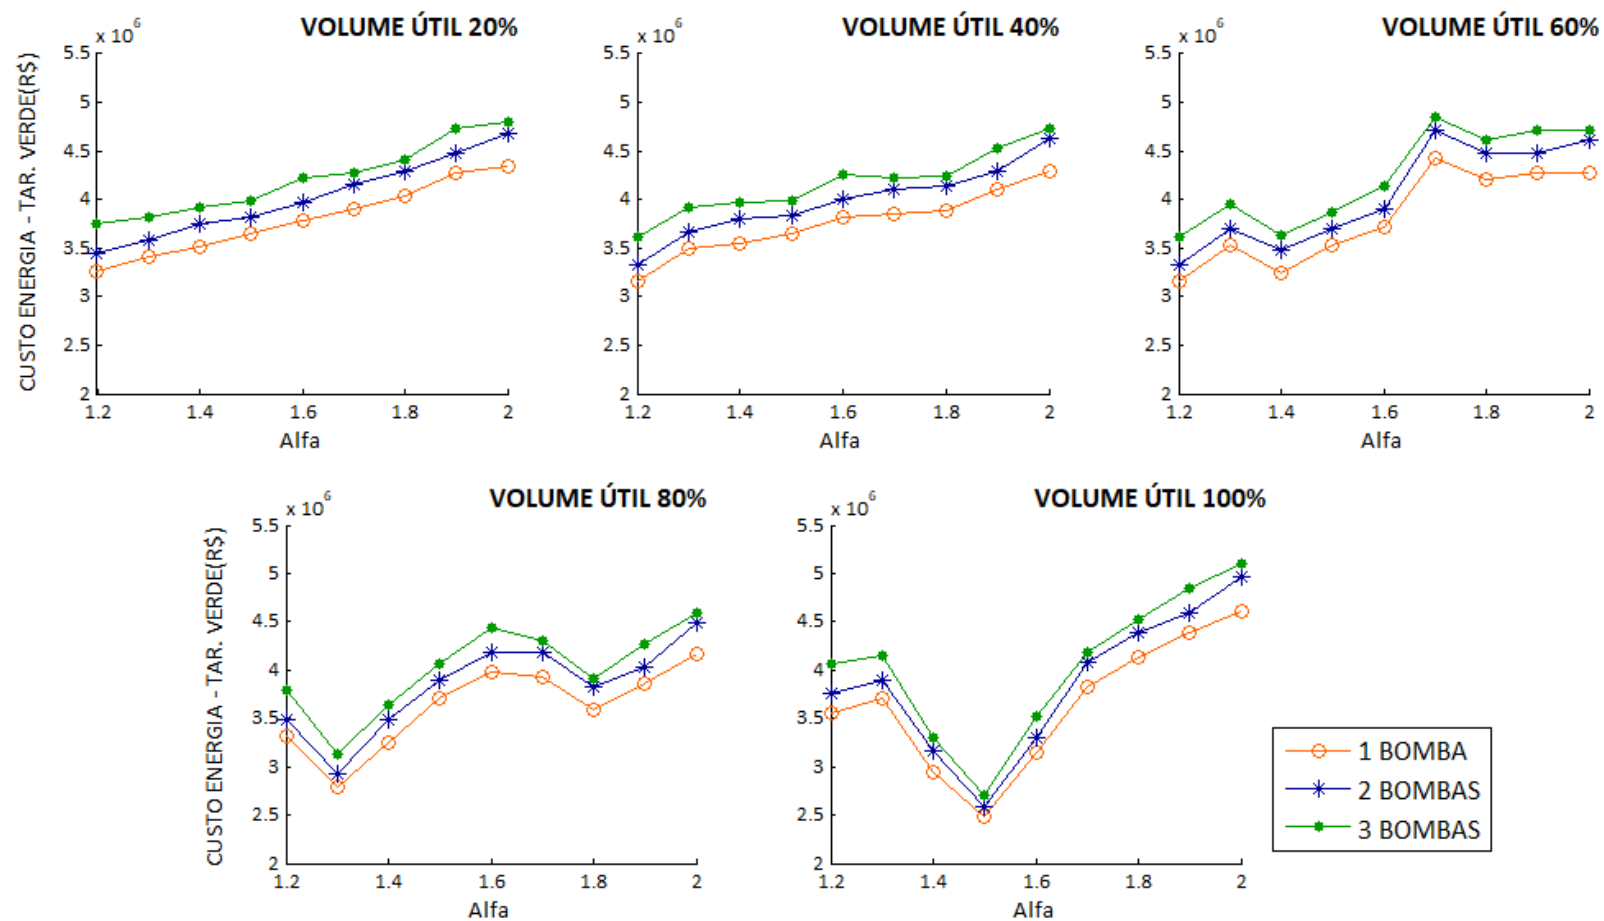 VOLUME ÚTIL 20%
x 10^6
CUSTO ENERGIA - TAR. VERDE(R$)
5.5
5
4.5
4
3.5
3
2.5
2
1.2 1.4 1.6 1.8 2
Alfa
VOLUME ÚTIL 40%
x 10^6
5.5
5
4.5
4
3.5
3
2.5
2
1.2 1.4 1.6 1.8 2
Alfa
VOLUME ÚTIL 60%
x 10^6
5.5
5
4.5
4
3.5
3
2.5
2
1.2 1.4 1.6 1.8 2
Alfa
VOLUME ÚTIL 80%
x 10^6
CUSTO ENERGIA - TAR. VERDE(R$)
5.5
5
4.5
4
3.5
3
2.5
2
1.2 1.4 1.6 1.8 2
Alfa
VOLUME ÚTIL 100%
x 10^6
5.5
5
4.5
4
3.5
3
2.5
2
1.2 1.4 1.6 1.8 2
Alfa
1 BOMBA
2 BOMBAS
3 BOMBAS